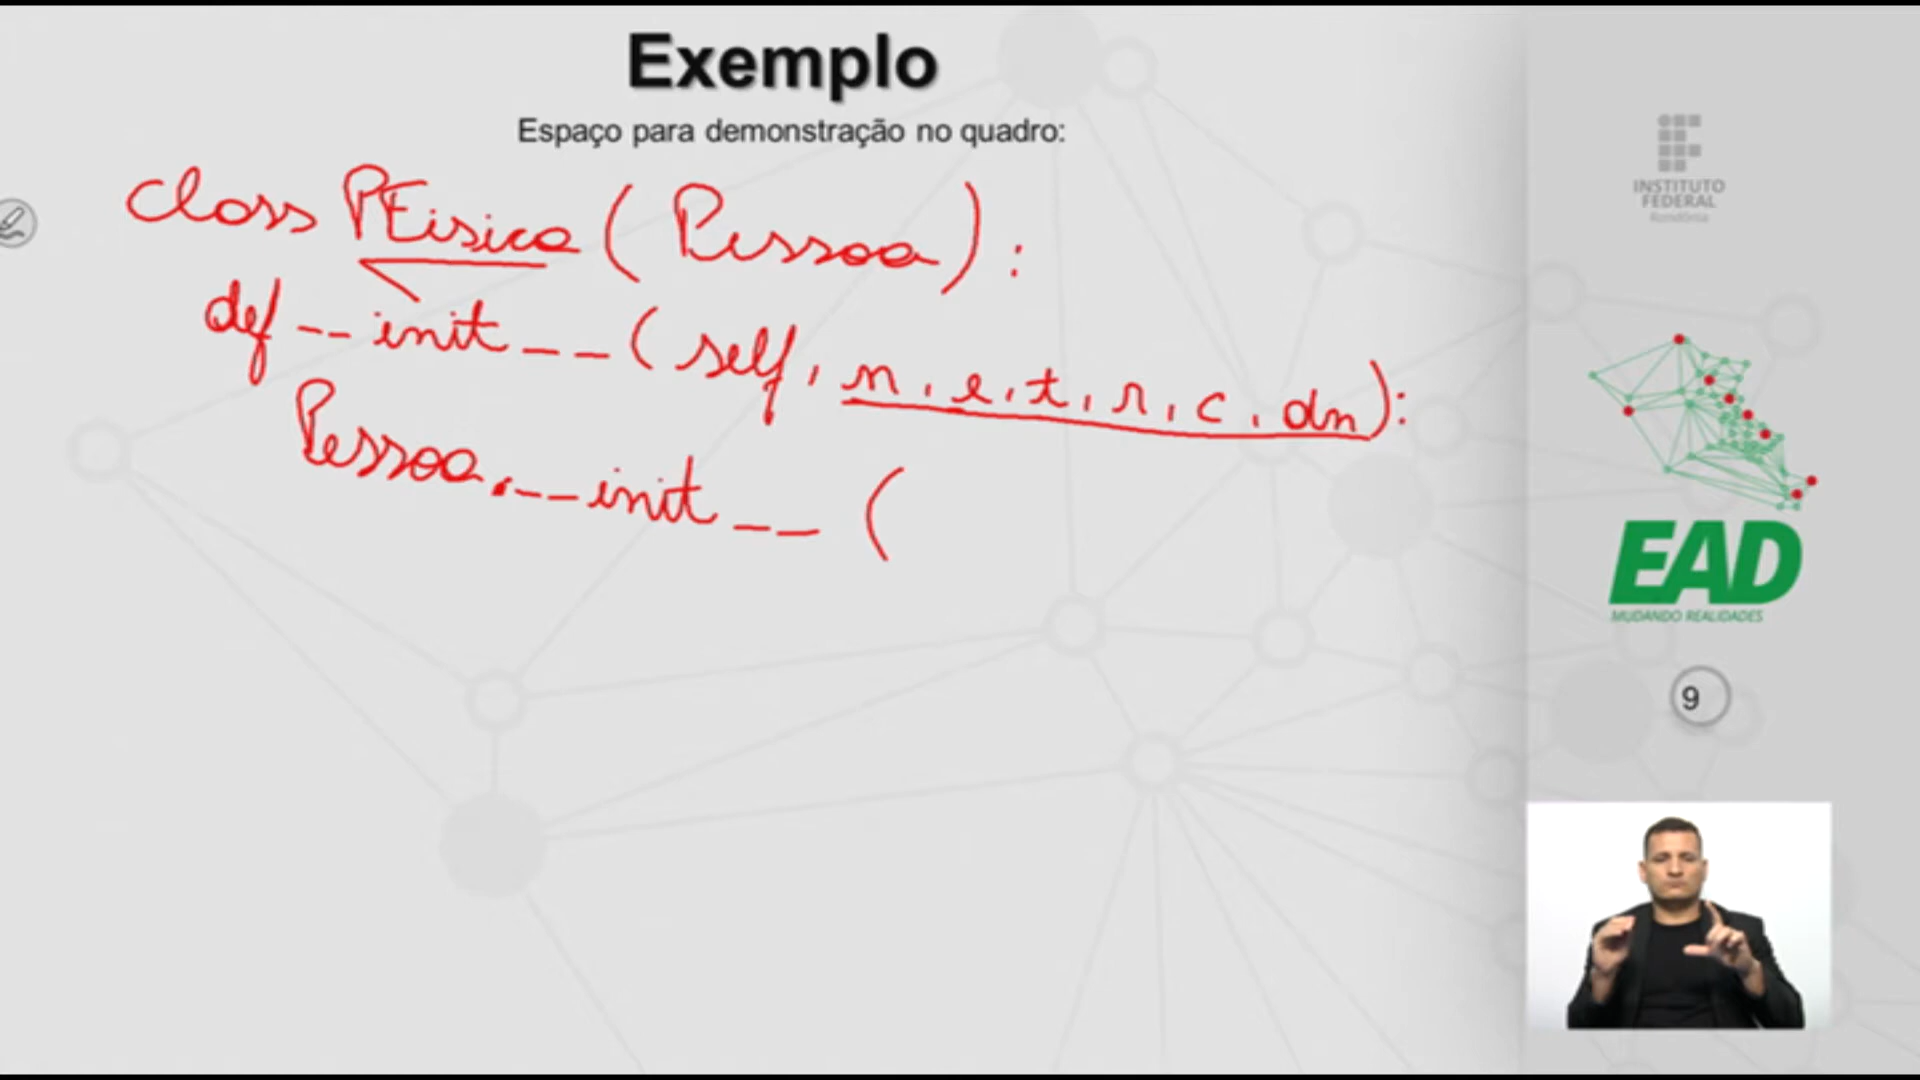 Exemplo
Espaço para demonstração no quadro:
class PFisica (Pessoa):
def __init__(self, n, e, t, r, c, dn):
Pessoa.__init__(
INSTITUTO
FEDERAL
Rondônia
EAD
MUDANDO REALIDADES
9